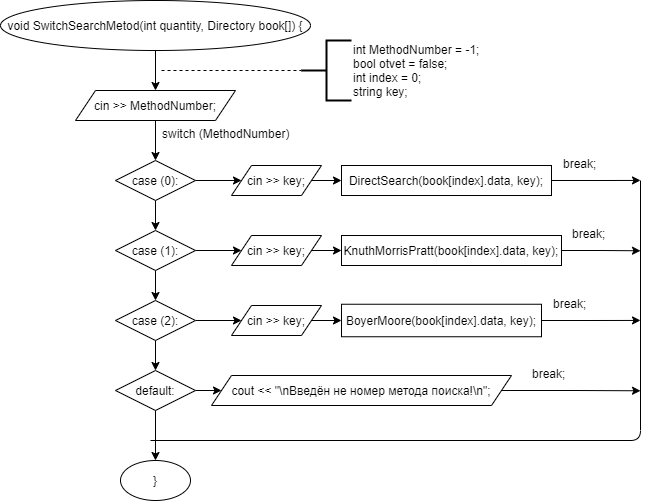 void SwitchSearchMetod(int quantity, Directory book[]) {
int MethodNumber = -1;
bool otvet = false;
int index = 0;
string key;
cin >> MethodNumber;
switch (MethodNumber)
case (0):
cin >> key;
DirectSearch(book[index].data, key);
break;
case (1):
cin >> key;
KnuthMorrisPratt(book[index].data, key);
break;
case (2):
cin >> key;
BoyerMoore(book[index].data, key);
break;
default:
cout << "\nВведён не номер метода поиска!\n";
break;
}